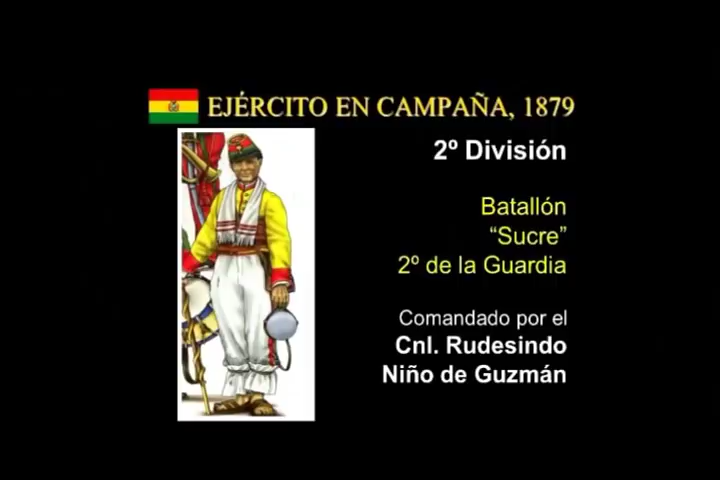 EJÉRCITO EN CAMPAÑA, 1879
2º División
Batallón
“Sucre”
2º de la Guardia
Comandado por el
Cnl. Rudesindo
Niño de Guzmán